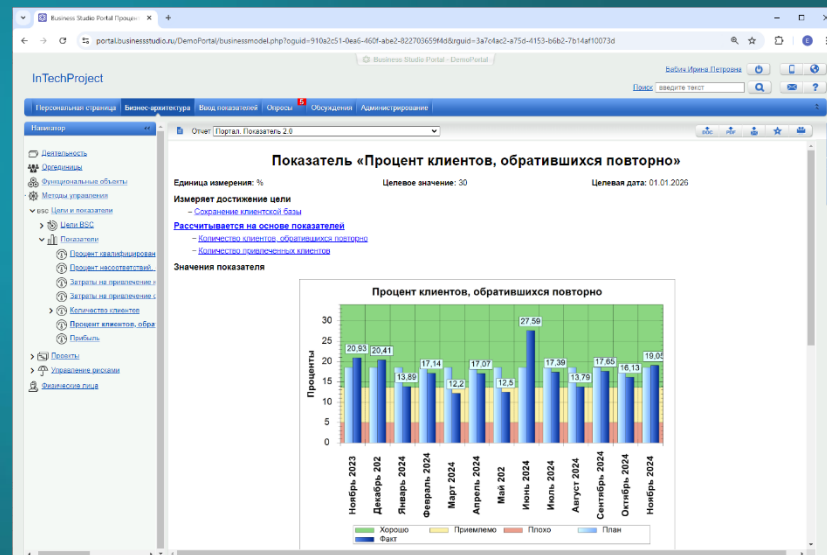 Business Studio Portal Процен
portal.businessstudio.ru/DemoPortal/businessmodel.php?oguid=910a2c51-0ea6-460f-abe2-822703659f4d&rguid=3a7c4ac2-a75d-4153-b6b2-7b14af10073d
Business Studio Portal - DemoPortal
InTechProject
Бабич Ирина Петровна
Поиск введите текст
Персональная страница Бизнес-архитектура Ввод показателей Опросы 5 Обсуждения Администрирование
Навигатор
Отчет Портал. Показатель 2.0
DOC PDF
Деятельность
Оргединицы
Функциональные объекты
Методы управления
BSC Цели и показатели
Цели BSC
Показатели
Процент квалифицирован
Процент несоответствий,
Затраты на привлечение
Затраты на привлечение
Количество клиентов
Процент клиентов, обра
Прибыль
Проекты
Управление рисками
Физические лица
Показатель «Процент клиентов, обратившихся повторно»
Единица измерения: % Целевое значение: 30 Целевая дата: 01.01.2026
Измеряет достижение цели
– Сохранение клиентской базы
Рассчитывается на основе показателей
– Количество клиентов, обратившихся повторно
– Количество привлеченных клиентов
Значения показателя
Процент клиентов, обратившихся повторно
Проценты
30
25
20
15
10
5
0
20,93 20,41 13,89 17,14 12,2 17,07 12,5 27,59 17,39 13,79 17,65 16,13 19,05
Ноябрь 2023
Декабрь 202
Январь 2024
Февраль 2024
Март 2024
Апрель 2024
Май 202
Июнь 2024
Июль 2024
Август 2024
Сентябрь 2024
Октябрь 2024
Ноябрь 2024
Хорошо Приемлемо Плохо План
Факт